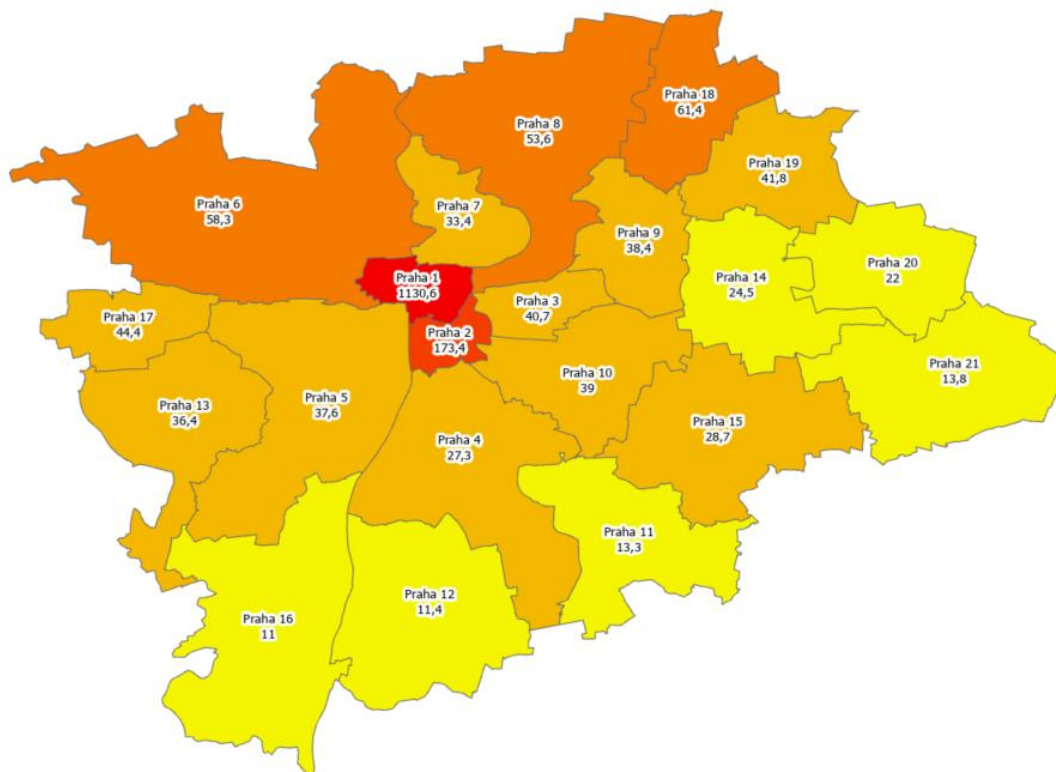 Praha 18
61,4
Praha 8
53,6
Praha 19
41,8
Praha 6
58,3
Praha 7
33,4
Praha 9
38,4
Praha 20
22
Praha 14
24,5
Praha 1
1130,6
Praha 3
40,7
Praha 17
44,4
Praha 2
173,4
Praha 21
13,8
Praha 10
39
Praha 5
37,6
Praha 13
36,4
Praha 15
28,7
Praha 4
27,3
Praha 11
13,3
Praha 12
11,4
Praha 16
11